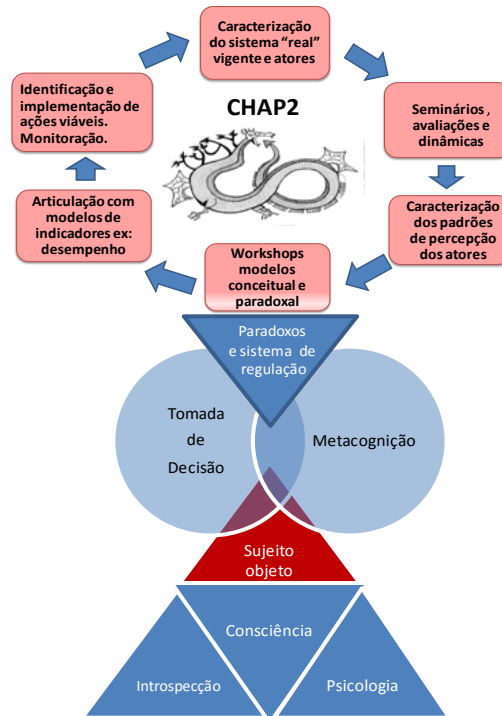 Caracterização
do sistema “real”
vigente e atores
Identificação e
implementação de
ações viáveis.
Monitoração.
CHAP2
Seminários ,
avaliações e
dinâmicas
Articulação com
modelos de
indicadores ex:
desempenho
Caracterização
dos padrões
de percepção
dos atores
Workshops
modelos
conceitual e
paradoxal
Paradoxos
e sistema de
regulação
Tomada
de
Decisão
Metacognição
Sujeito
objeto
Consciência
Introspecção
Psicologia